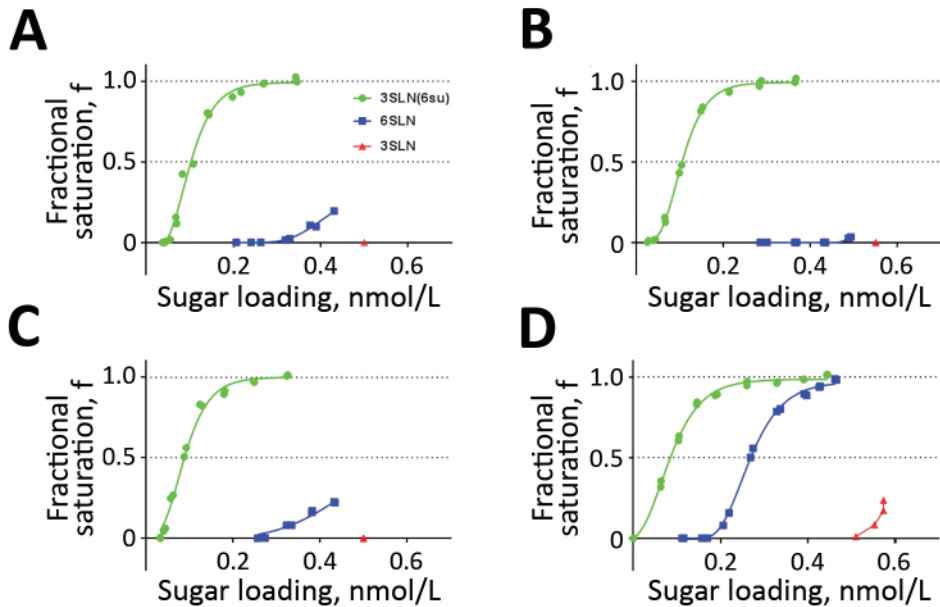 A
Fractional
saturation, f
1.0
0.5
0
3SLN(6su)
6SLN
3SLN
0.2
0.4
0.6
Sugar loading, nmol/L
B
Fractional
saturation, f
1.0
0.5
0
0.2
0.4
0.6
Sugar loading, nmol/L
C
Fractional
saturation, f
1.0
0.5
0
0.2
0.4
0.6
Sugar loading, nmol/L
D
Fractional
saturation, f
1.0
0.5
0
0.2
0.4
0.6
Sugar loading, nmol/L